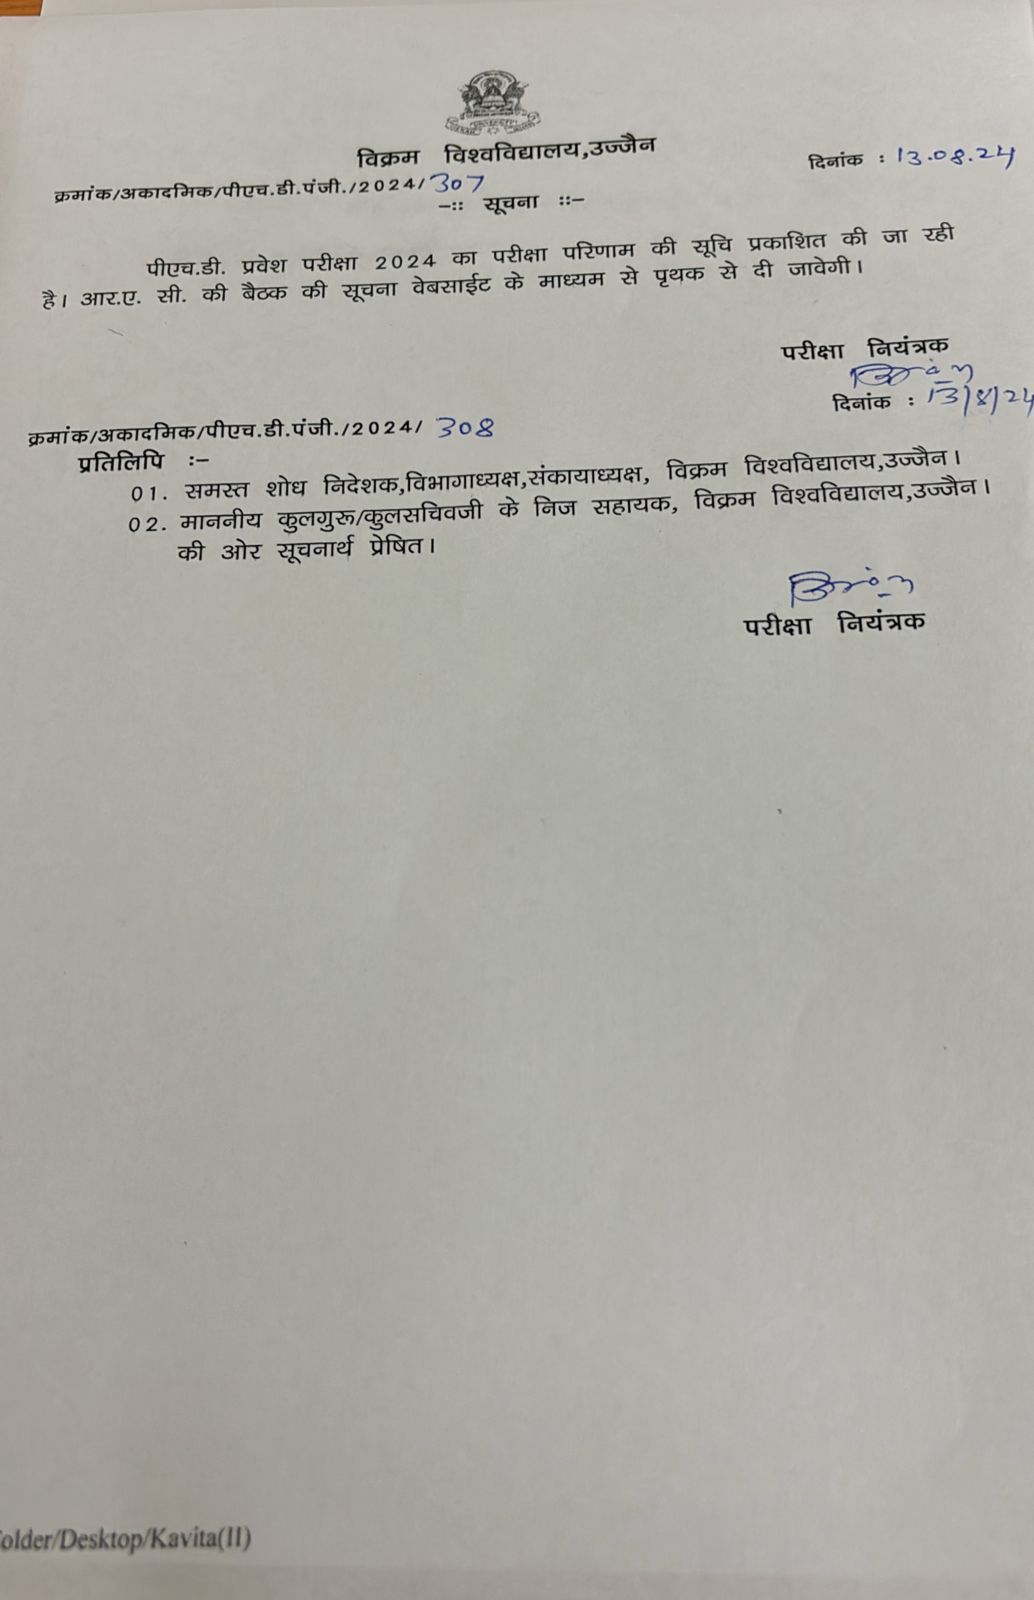 विक्रम विश्वविद्यालय,उज्जैन
दिनांक : 13.08.24
क्रमांक/अकादमिक/पीएच.डी.पंजी./2024/307
-:: सूचना ::-
पीएच.डी. प्रवेश परीक्षा 2024 का परीक्षा परिणाम की सूचि प्रकाशित की जा रही
है। आर.ए. सी. की बैठक की सूचना वेबसाईट के माध्यम से पृथक से दी जावेगी।
परीक्षा नियंत्रक
दिनांक : 13/8/24
क्रमांक/अकादमिक/पीएच.डी.पंजी./2024/ 308
प्रतिलिपि :-
01. समस्त शोध निदेशक,विभागाध्यक्ष,संकायाध्यक्ष, विक्रम विश्वविद्यालय,उज्जैन।
02. माननीय कुलगुरू/कुलसचिवजी के निज सहायक, विक्रम विश्वविद्यालय,उज्जैन।
की ओर सूचनार्थ प्रेषित।
परीक्षा नियंत्रक
older/Desktop/Kavita(II)